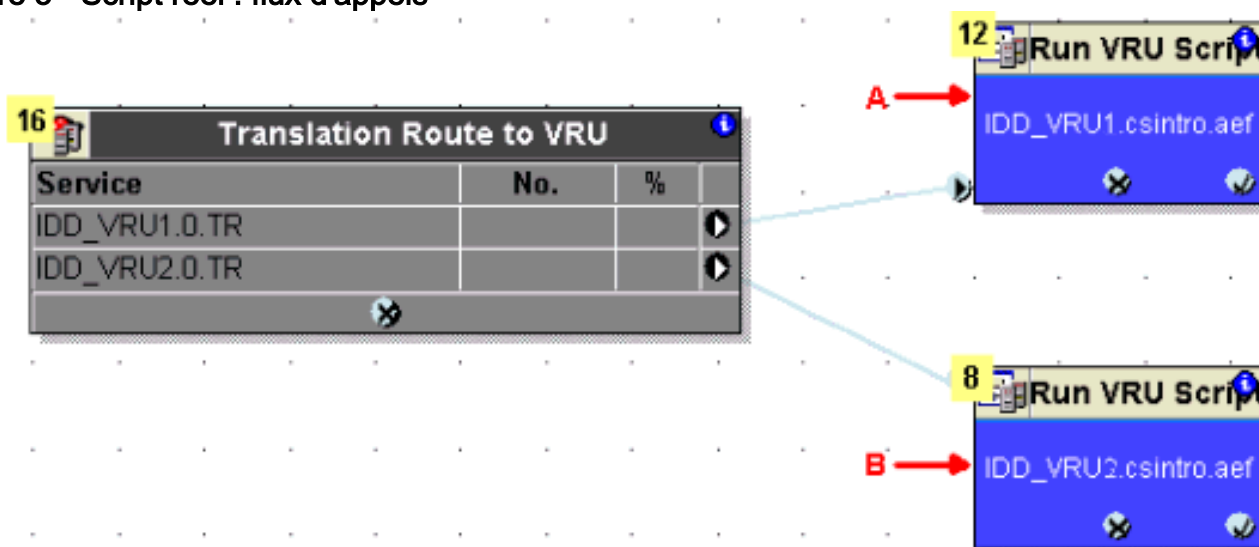 Script réel : flux d'appels
12
Run VRU Script
A
IDD_VRU1.csintro.aef
16
Translation Route to VRU
Service No. %
IDD_VRU1.0.TR
IDD_VRU2.0.TR
8
Run VRU Script
B
IDD_VRU2.csintro.aef